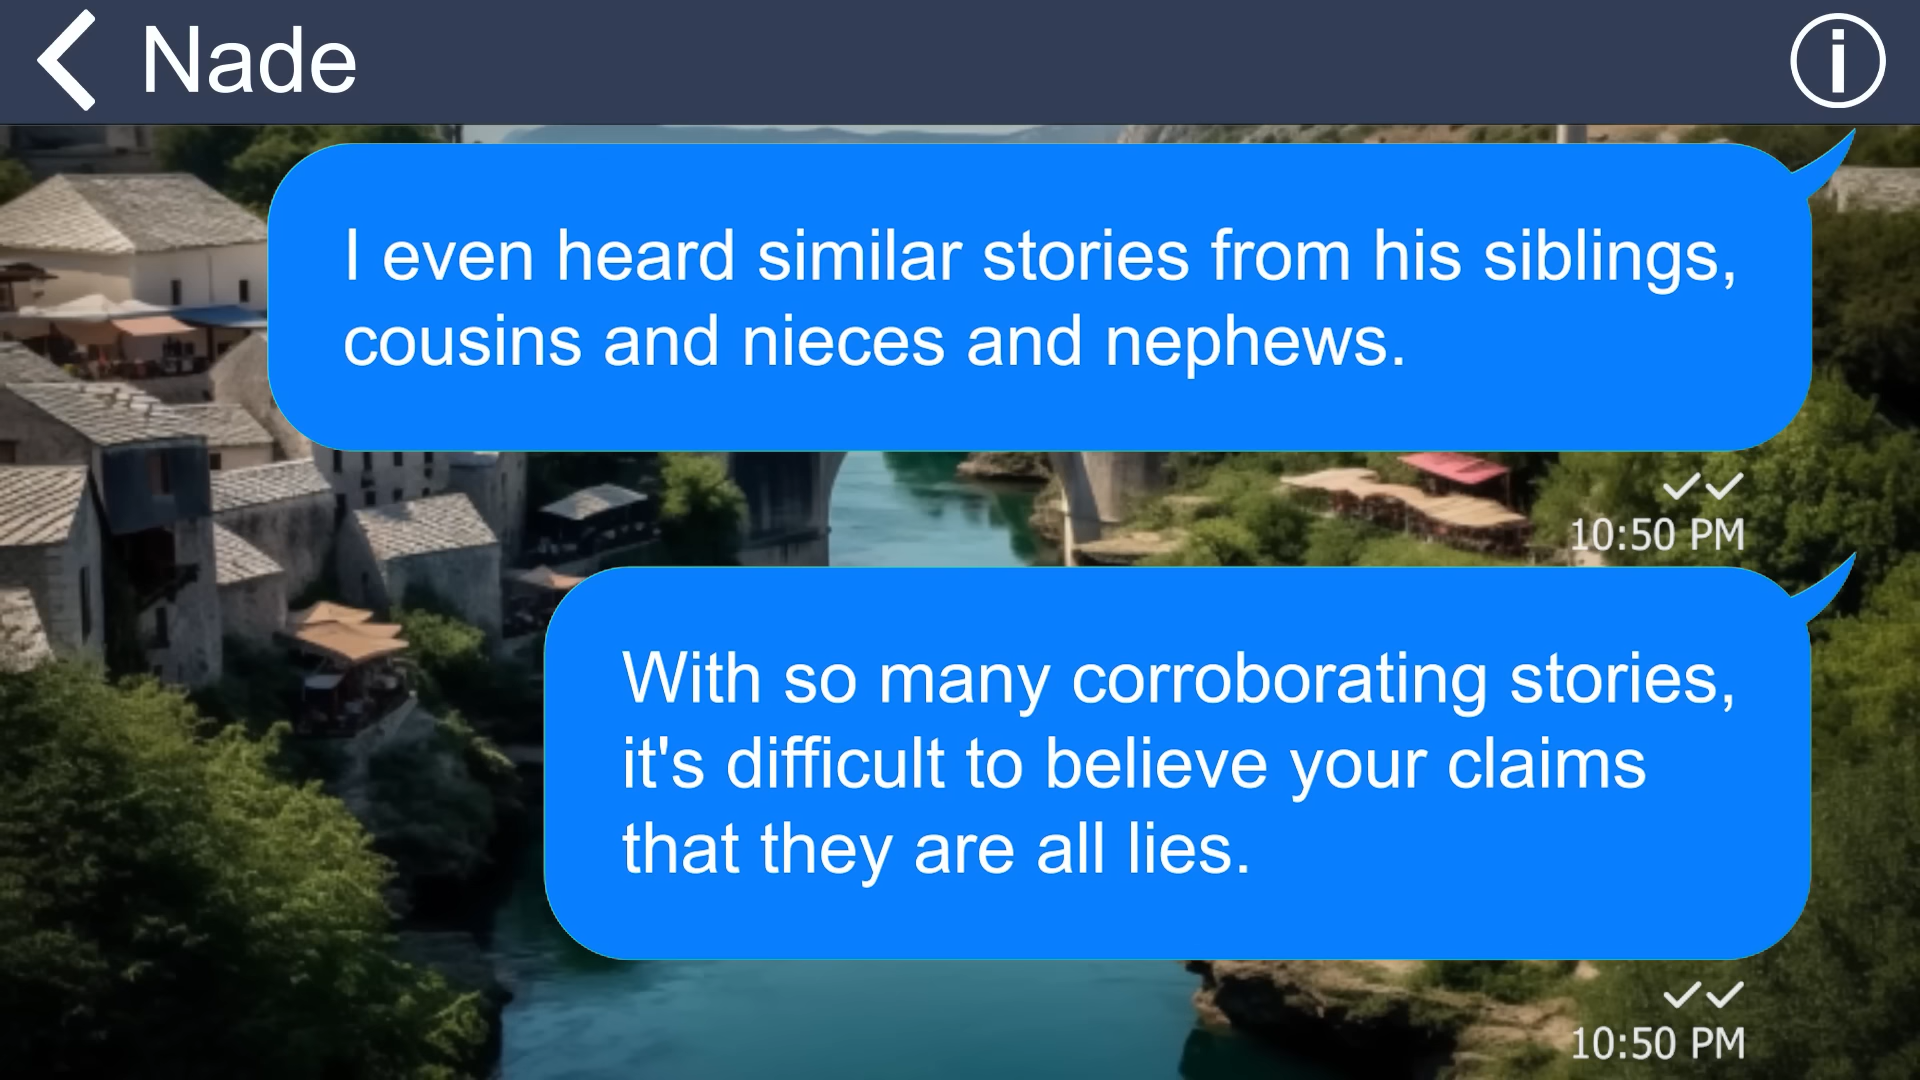 Nade
I even heard similar stories from his siblings,
cousins and nieces and nephews.
10:50 PM
With so many corroborating stories,
it's difficult to believe your claims
that they are all lies.
10:50 PM